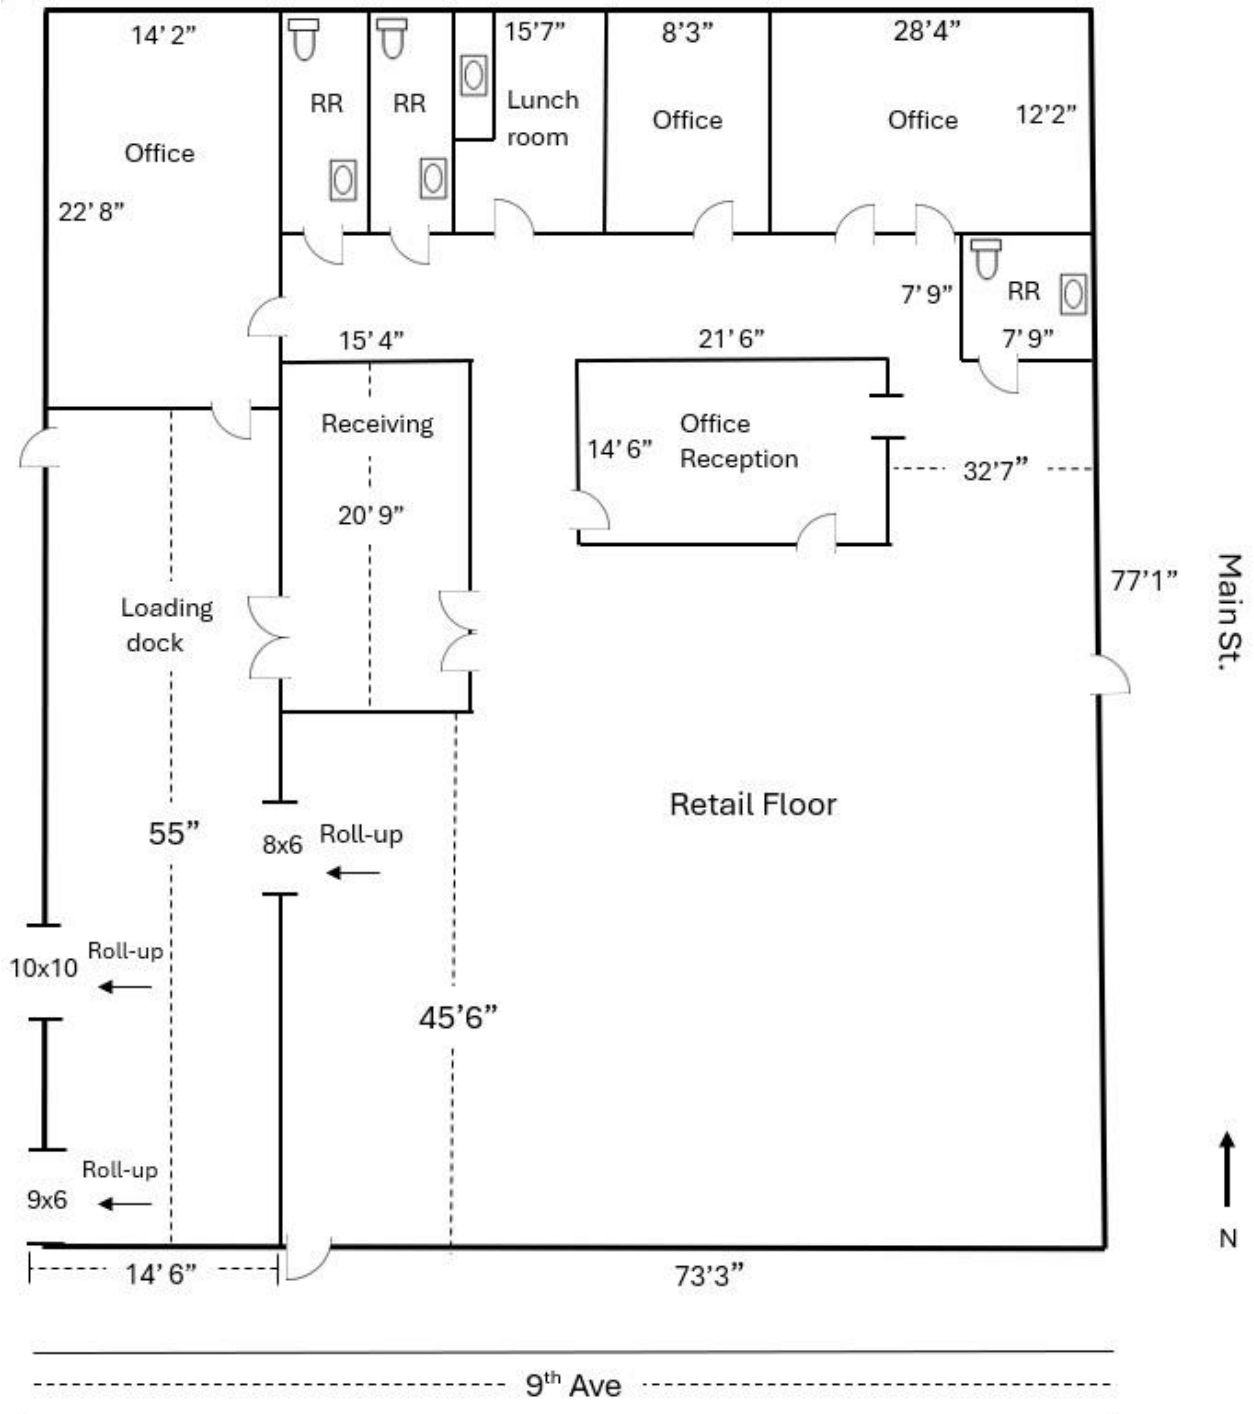 14’2”
15’7”
8’3”
28’4”
RR
RR
Lunch
room
Office
Office
12’2”
Office
22’8”
7’9”
RR
15’4”
21’6”
7’9”
Receiving
14’6”
Office
Reception
32’7”
20’9”
77’1”
Main St.
Loading
dock
Retail Floor
55”
8x6
Roll-up
Roll-up
10x10
45’6”
Roll-up
9x6
N
14’6”
73’3”
9th Ave